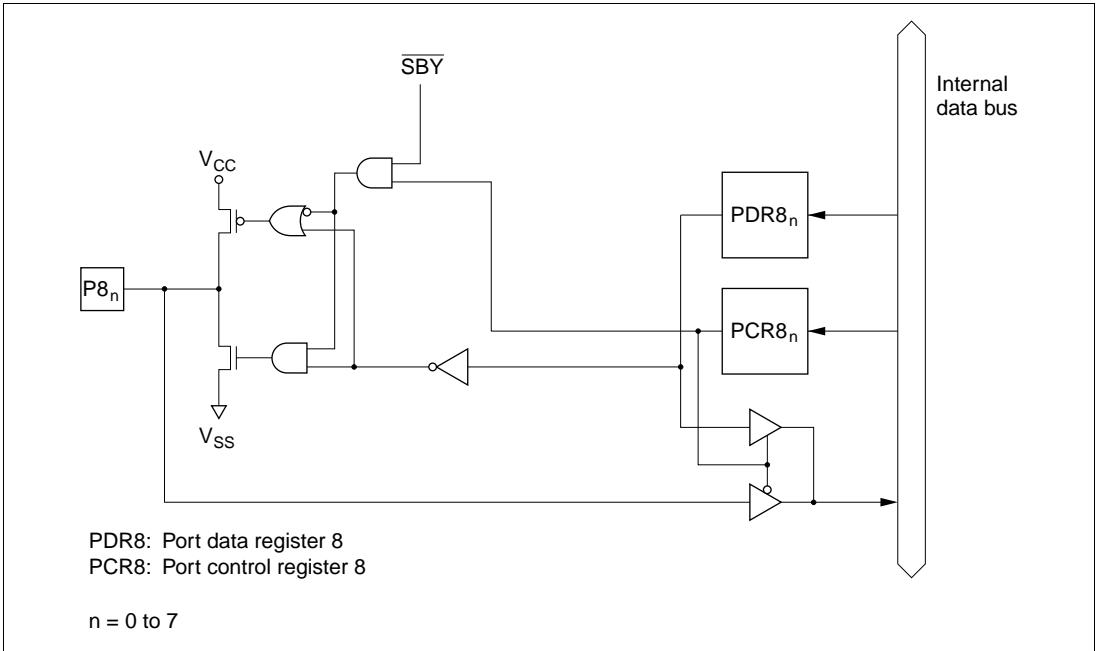 SBY
Internal
data bus
VCC
PDR8n
P8n
PCR8n
VSS
PDR8: Port data register 8
PCR8: Port control register 8
n = 0 to 7